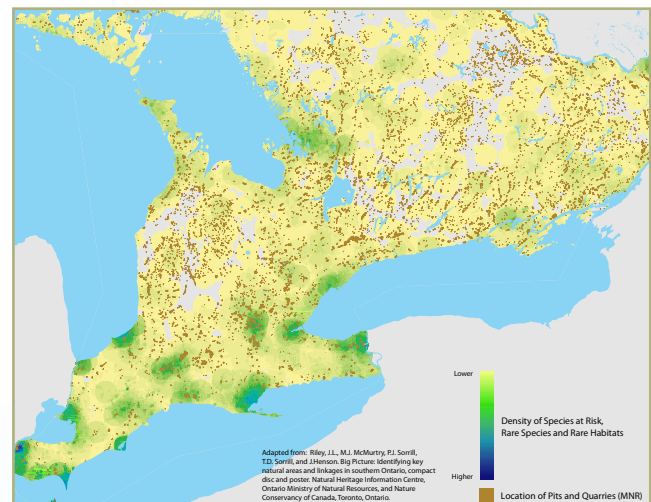 Lower
Density of Species at Risk,
Rare Species and Rare Habitats
Higher
Adapted from: Riley, J.L., M.J. McMurtry, P.J. Sorrill,
T.D. Sorrill, and J.Henson. Big Picture: Identifying key
natural areas and linkages in southern Ontario, compact
disc and poster. Natural Heritage Information Centre,
Ontario Ministry of Natural Resources, and Nature
Conservancy of Canada, Toronto, Ontario.
Location of Pits and Quarries (MNR)